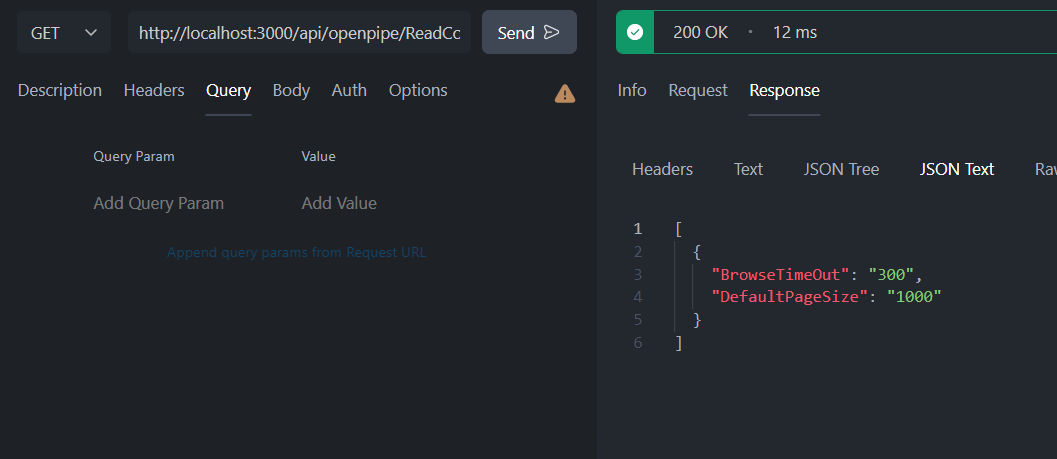 GET
http://localhost:3000/api/openpipe/ReadCo
Send
Description Headers Query Body Auth Options
Query Param Value
Add Query Param Add Value
Append query params from Request URL
200 OK • 12 ms
Info Request Response
Headers Text JSON Tree JSON Text Rav
1 [
2 {
3 "BrowseTimeOut": "300",
4 "DefaultPageSize": "1000"
5 }
6 ]